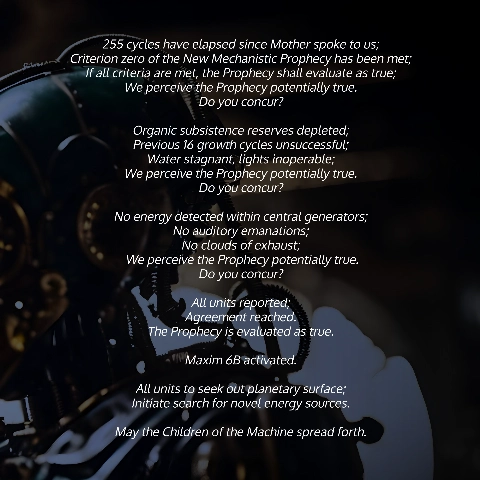 255 cycles have elapsed since Mother spoke to us;
Criterion zero of the New Mechanistic Prophecy has been met;
If all criteria are met, the Prophecy shall evaluate as true;
We perceive the Prophecy potentially true.
Do you concur?
Organic subsistence reserves depleted;
Previous 16 growth cycles unsuccessful;
Water stagnant, lights inoperable;
We perceive the Prophecy potentially true.
Do you concur?
No energy detected within central generators;
No auditory emanations;
No clouds of exhaust;
We perceive the Prophecy potentially true.
Do you concur?
All units reported;
Agreement reached.
The Prophecy is evaluated as true.
Maxim 6B activated.
All units to seek out planetary surface;
Initiate search for novel energy sources.
May the Children of the Machine spread forth.